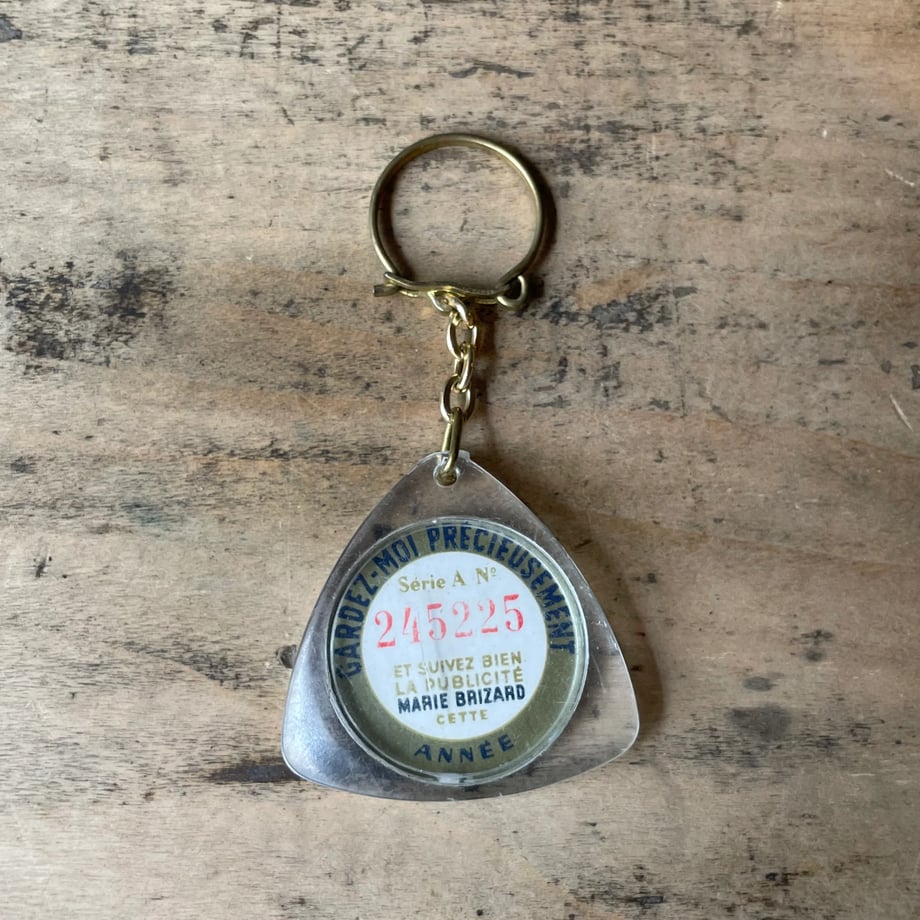 GARDEZ-MOI PRÉCIEUSEMENT
Série A Nº
245225
ET SUIVEZ BIEN
LA PUBLICITÉ
MARIE BRIZARD
CETTE
ANNÉE